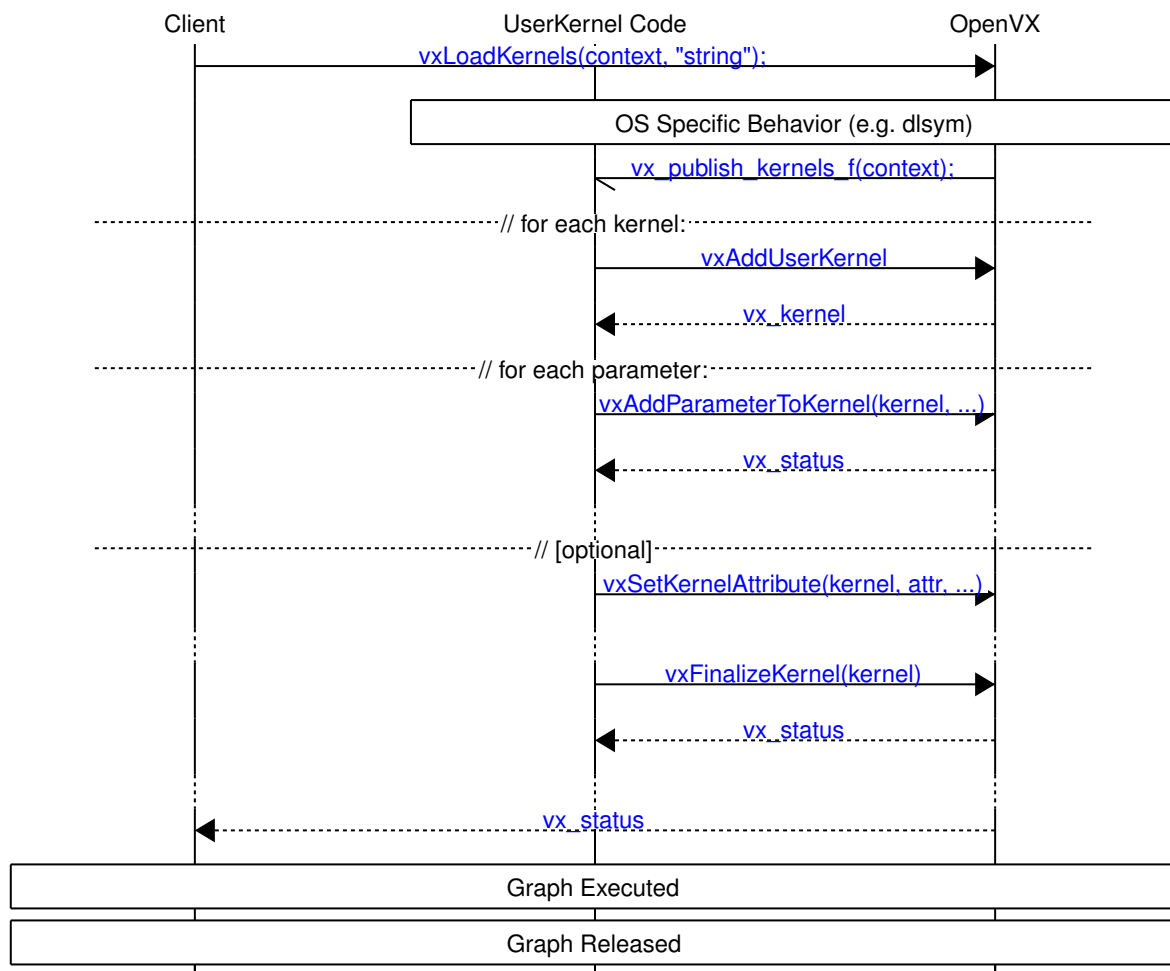 Client UserKernel Code OpenVX
vxLoadKernels(context, "string");
OS Specific Behavior (e.g. dlsym)
vx_publish_kernels_f(context);
// for each kernel:
vxAddUserKernel
vx_kernel
// for each parameter:
vxAddParameterToKernel(kernel, ...)
vx_status
// [optional]
vxSetKernelAttribute(kernel, attr, ...)
vxFinalizeKernel(kernel)
vx_status
vx_status
Graph Executed
Graph Released